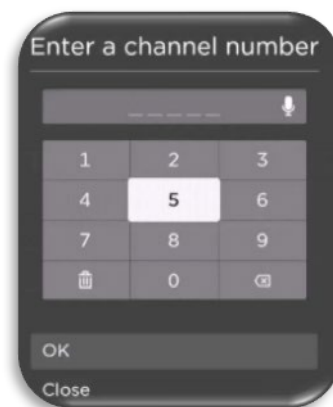 Enter a channel number
_ _ _ _ _
1 2 3
4 5 6
7 8 9
0
OK
Close